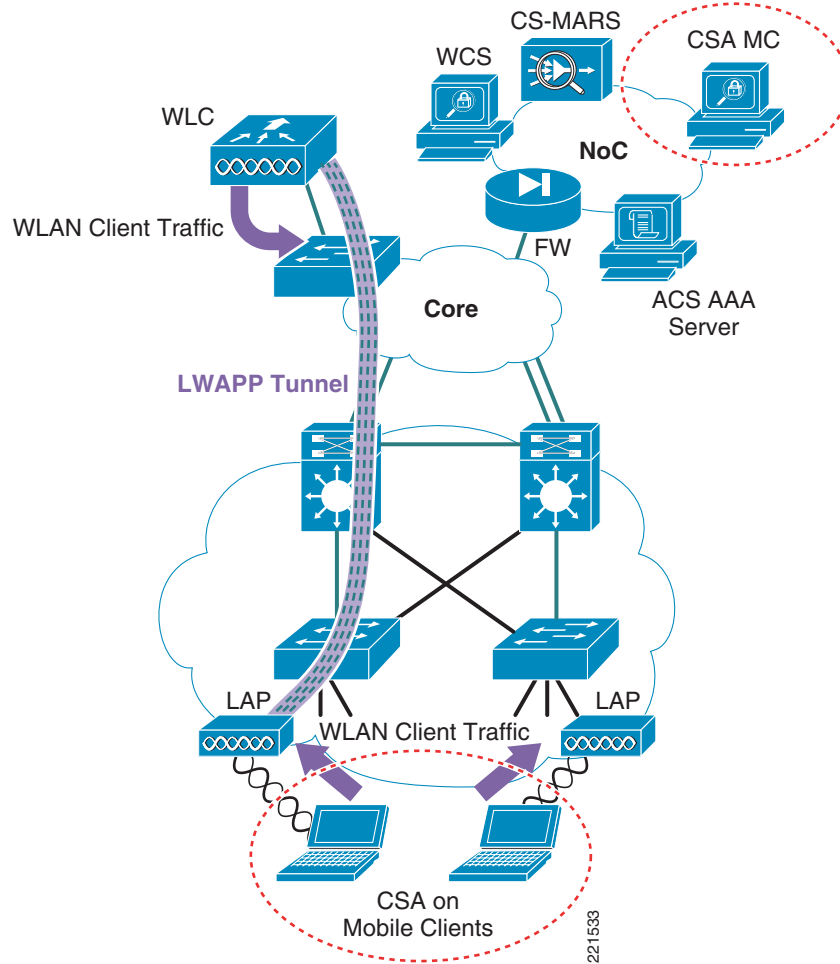 CS-MARS
CSA MC
WCS
WLC
NoC
WLAN Client Traffic
FW
ACS AAA
Server
Core
LWAPP Tunnel
LAP
LAP
WLAN Client Traffic
CSA on
Mobile Clients
221533